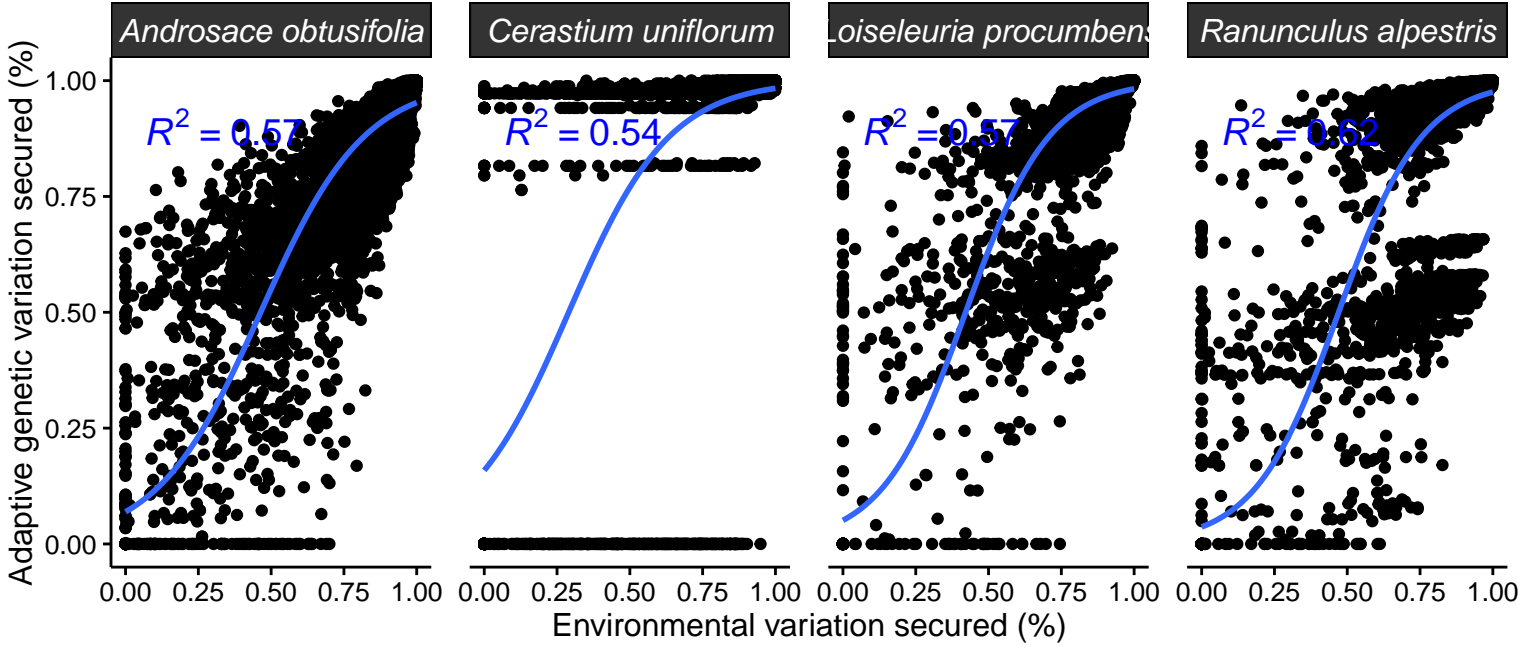 Androsace obtusifolia
Cerastium uniflorum
Loiseleuria procumbens
Ranunculus alpestris
Adaptive genetic variation secured (%)
1.00
0.75
0.50
0.25
0.00
R² = 0.57
R² = 0.54
R² = 0.57
R² = 0.62
0.00 0.25 0.50 0.75 1.00
0.00 0.25 0.50 0.75 1.00
0.00 0.25 0.50 0.75 1.00
0.00 0.25 0.50 0.75 1.00
Environmental variation secured (%)